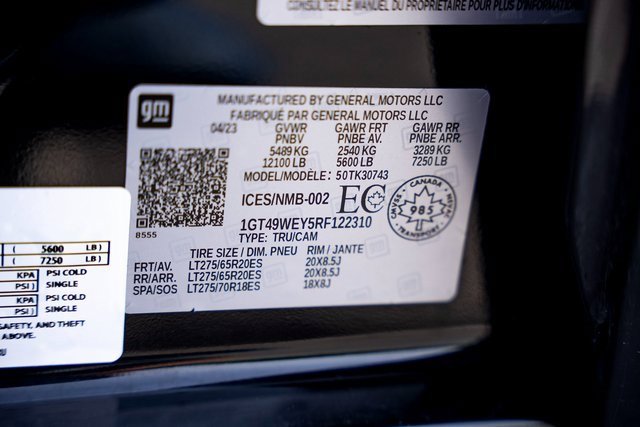 CONSULTEZ LE MANUEL DU PROPRIÉTAIRE POUR PLUS D'INFORMATION
gm
MANUFACTURED BY GENERAL MOTORS LLC
FABRIQUÉ PAR GENERAL MOTORS LLC
04/23 GVWR GAWR FRT GAWR RR
PNBV PNBE AV. PNBE ARR.
5489 KG 2540 KG 3289 KG
12100 LB 5600 LB 7250 LB
MODEL/MODÈLE: 50TK30743
ICES/NMB-002 EC
CANADA
985
TRANSPORT
1GT49WEY5RF122310
8555
TYPE: TRU/CAM
TIRE SIZE / DIM. PNEU RIM / JANTE
FRT/AV. LT275/65R20ES 20X8.5J
RR/ARR. LT275/65R20ES 20X8.5J
SPA/SOS LT275/70R18ES 18X8J
( 5600 LB)
( 7250 LB)
KPA PSI COLD
PSI) SINGLE
KPA PSI COLD
PSI) SINGLE
SAFETY, AND THEFT
ABOVE.